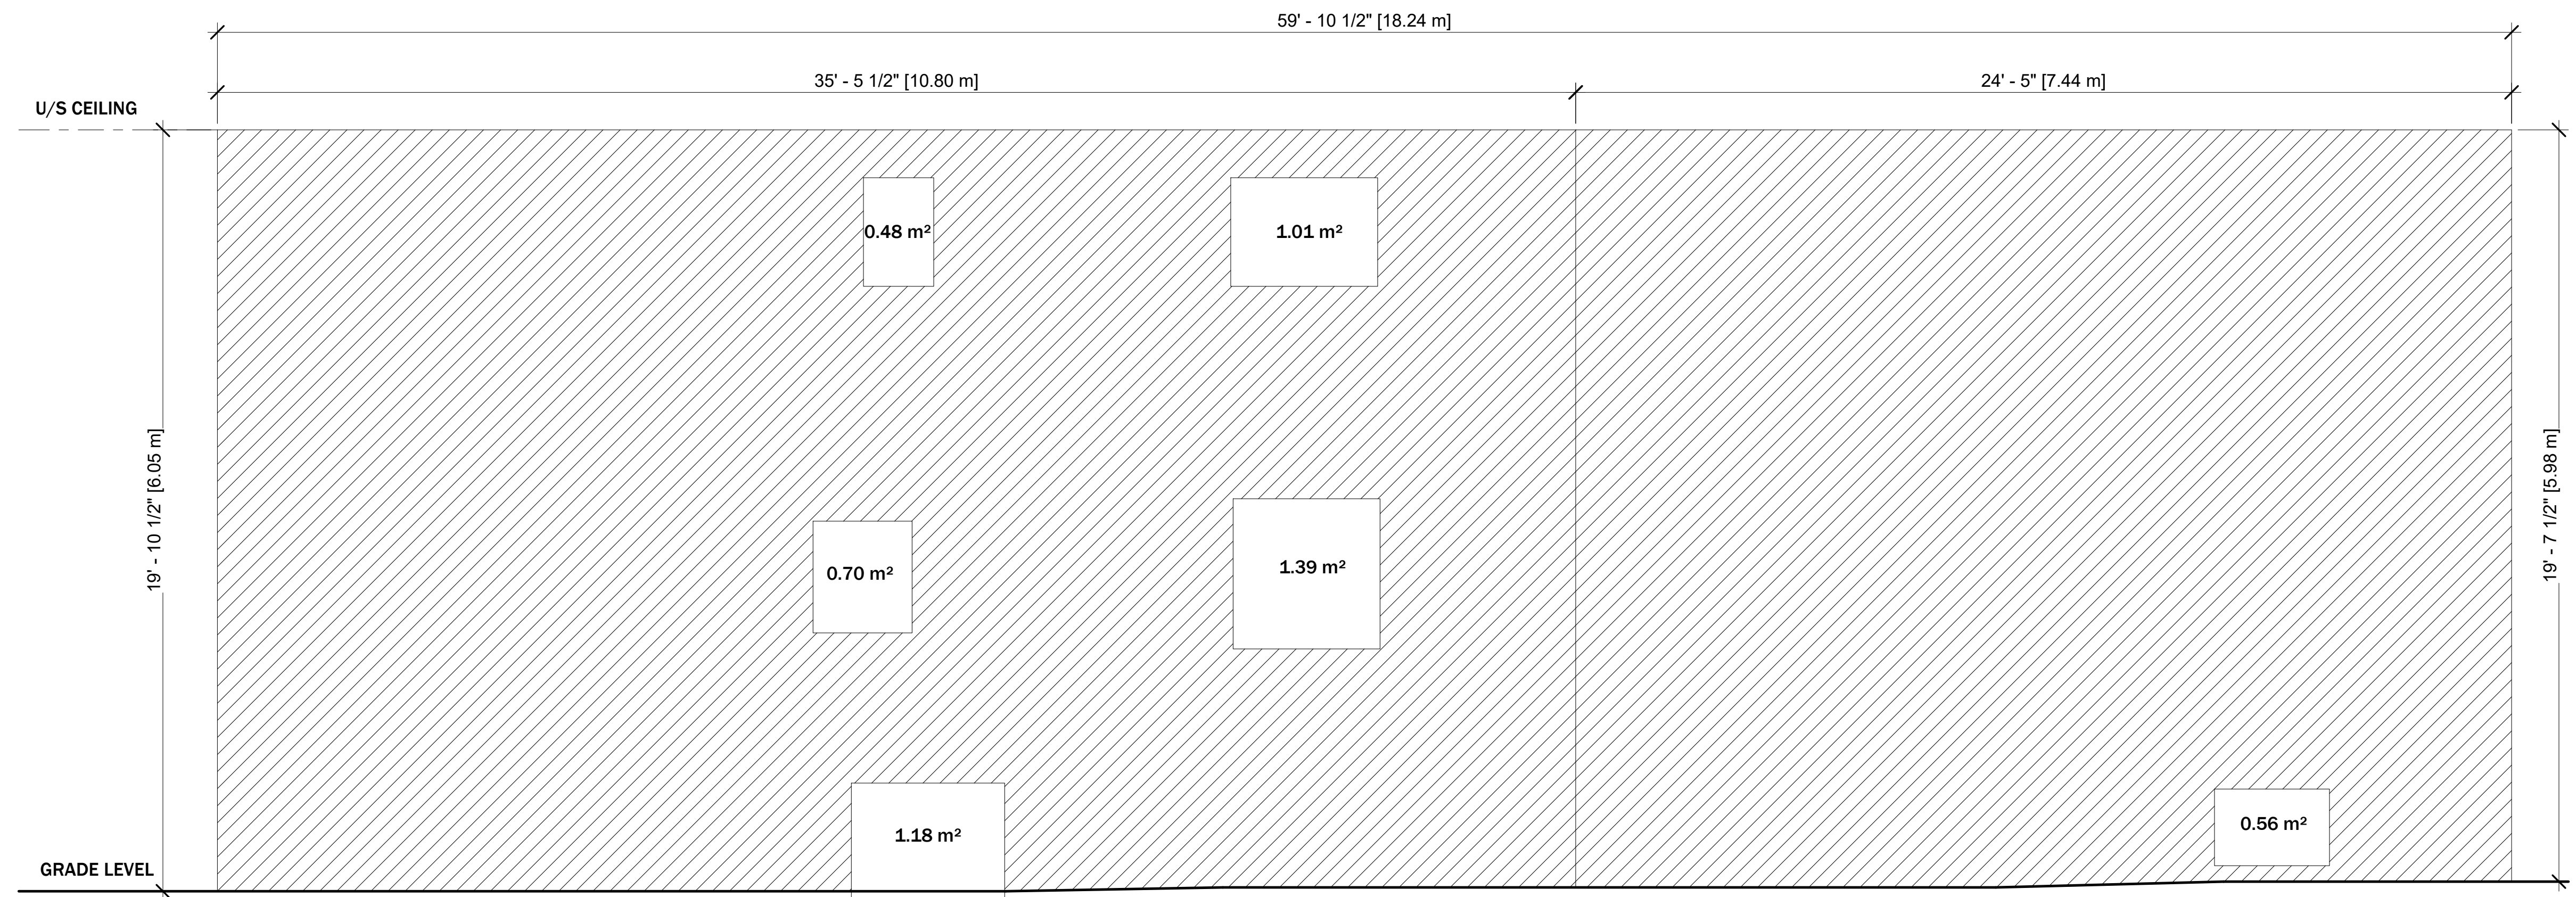 59' - 10 1/2" [18.24 m]
35' - 5 1/2" [10.80 m]
24' - 5" [7.44 m]
U/S CEILING
0.48 m²
1.01 m²
19' - 10 1/2" [6.05 m]
19' - 7 1/2" [5.98 m]
0.70 m²
1.39 m²
1.18 m²
0.56 m²
GRADE LEVEL